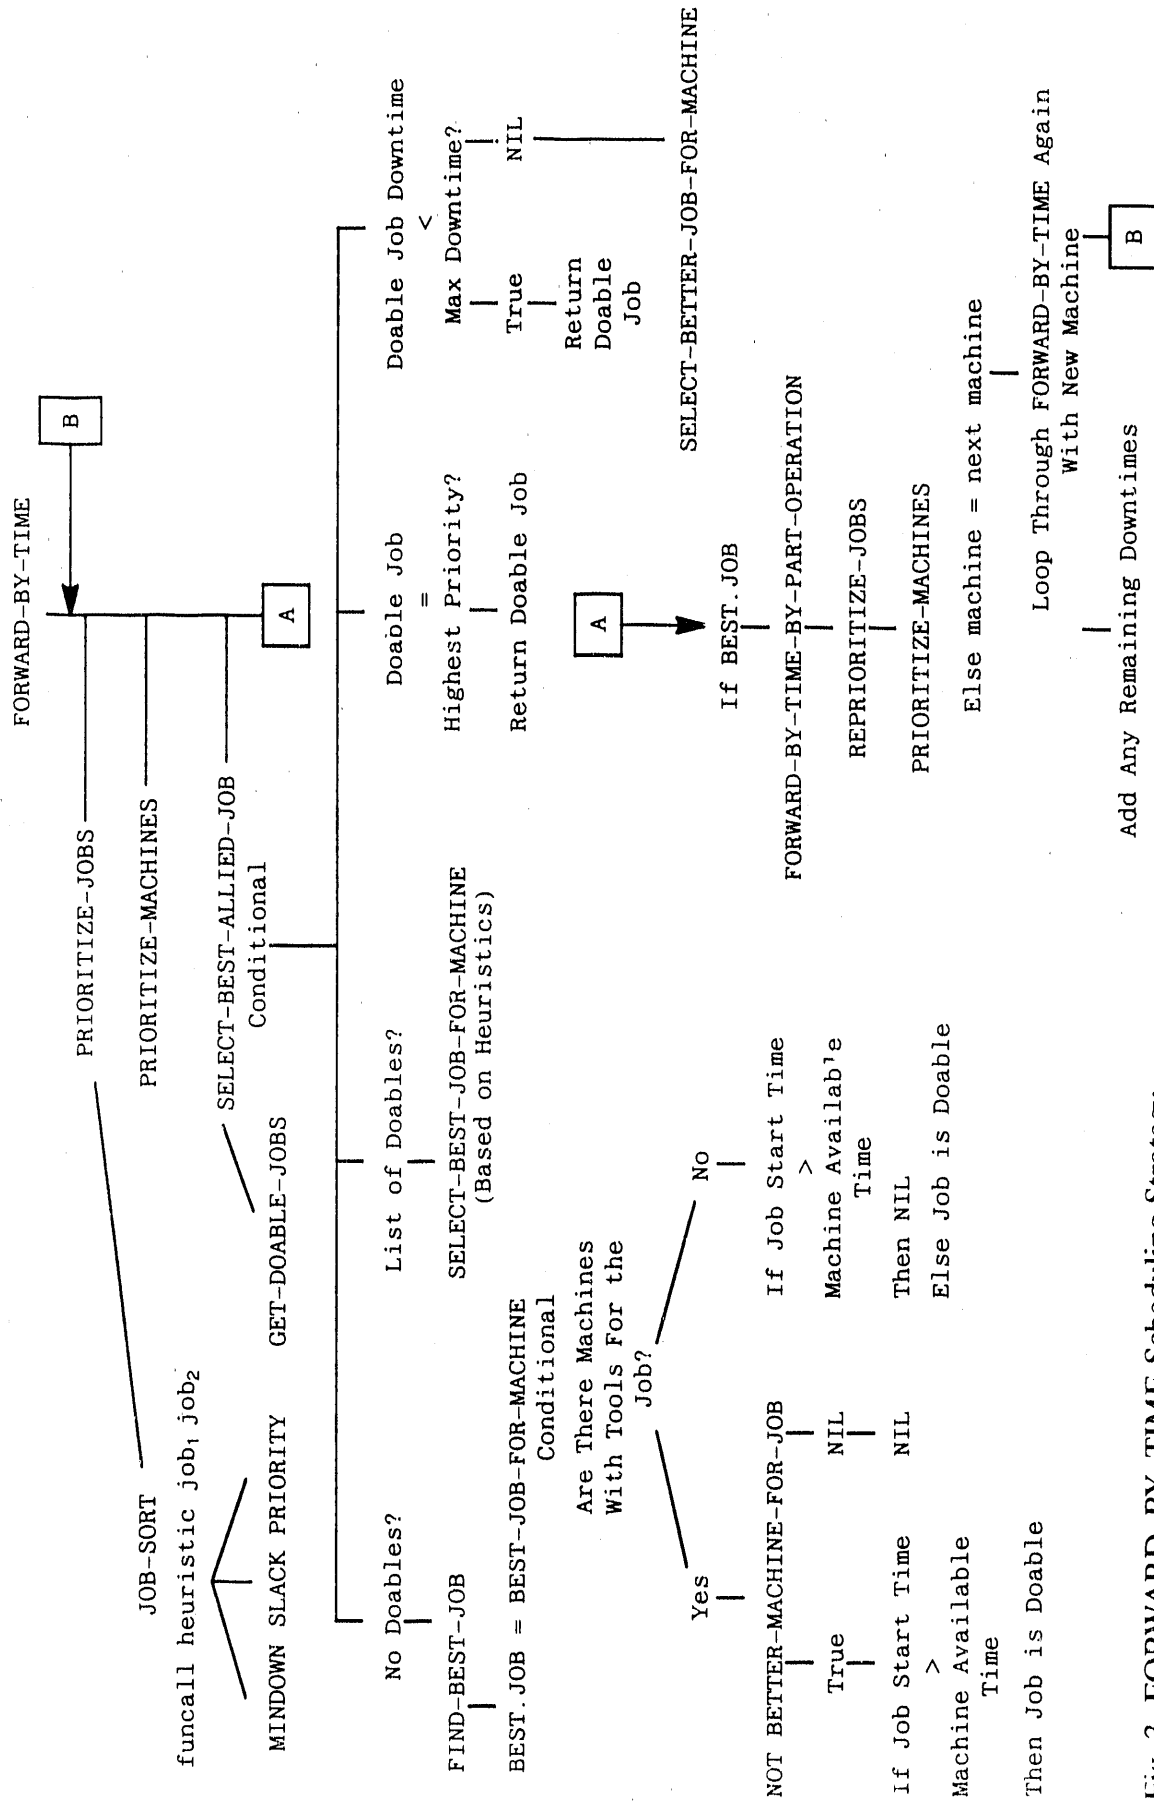 FORWARD-BY-TIME
B
PRIORITIZE-JOBS
JOB-SORT
funcall heuristic job₁ job₂
MINDOWN SLACK PRIORITY
PRIORITIZE-MACHINES
SELECT-BEST-ALLIED-JOB
Conditional
GET-DOABLE-JOBS
A
No Doables?
FIND-BEST-JOB
BEST.JOB = BEST-JOB-FOR-MACHINE
Conditional
Are There Machines
With Tools For the
Job?
Yes
NOT BETTER-MACHINE-FOR-JOB
True
If Job Start Time
>
Machine Available
Time
Then Job is Doable
NIL
NIL
No
If Job Start Time
>
Machine Available
Time
Then NIL
Else Job is Doable
List of Doables?
SELECT-BEST-JOB-FOR-MACHINE
(Based on Heuristics)
Doable Job
=
Highest Priority?
Return Doable Job
Doable Job Downtime
<
Max Downtime?
True
Return
Doable
Job
NIL
SELECT-BETTER-JOB-FOR-MACHINE
A
If BEST.JOB
FORWARD-BY-TIME-BY-PART-OPERATION
REPRIORITIZE-JOBS
PRIORITIZE-MACHINES
Else machine = next machine
Loop Through FORWARD-BY-TIME Again
With New Machine
B
Add Any Remaining Downtimes
Fig. 2 FORWARD-BY-TIME Scheduling Strategy